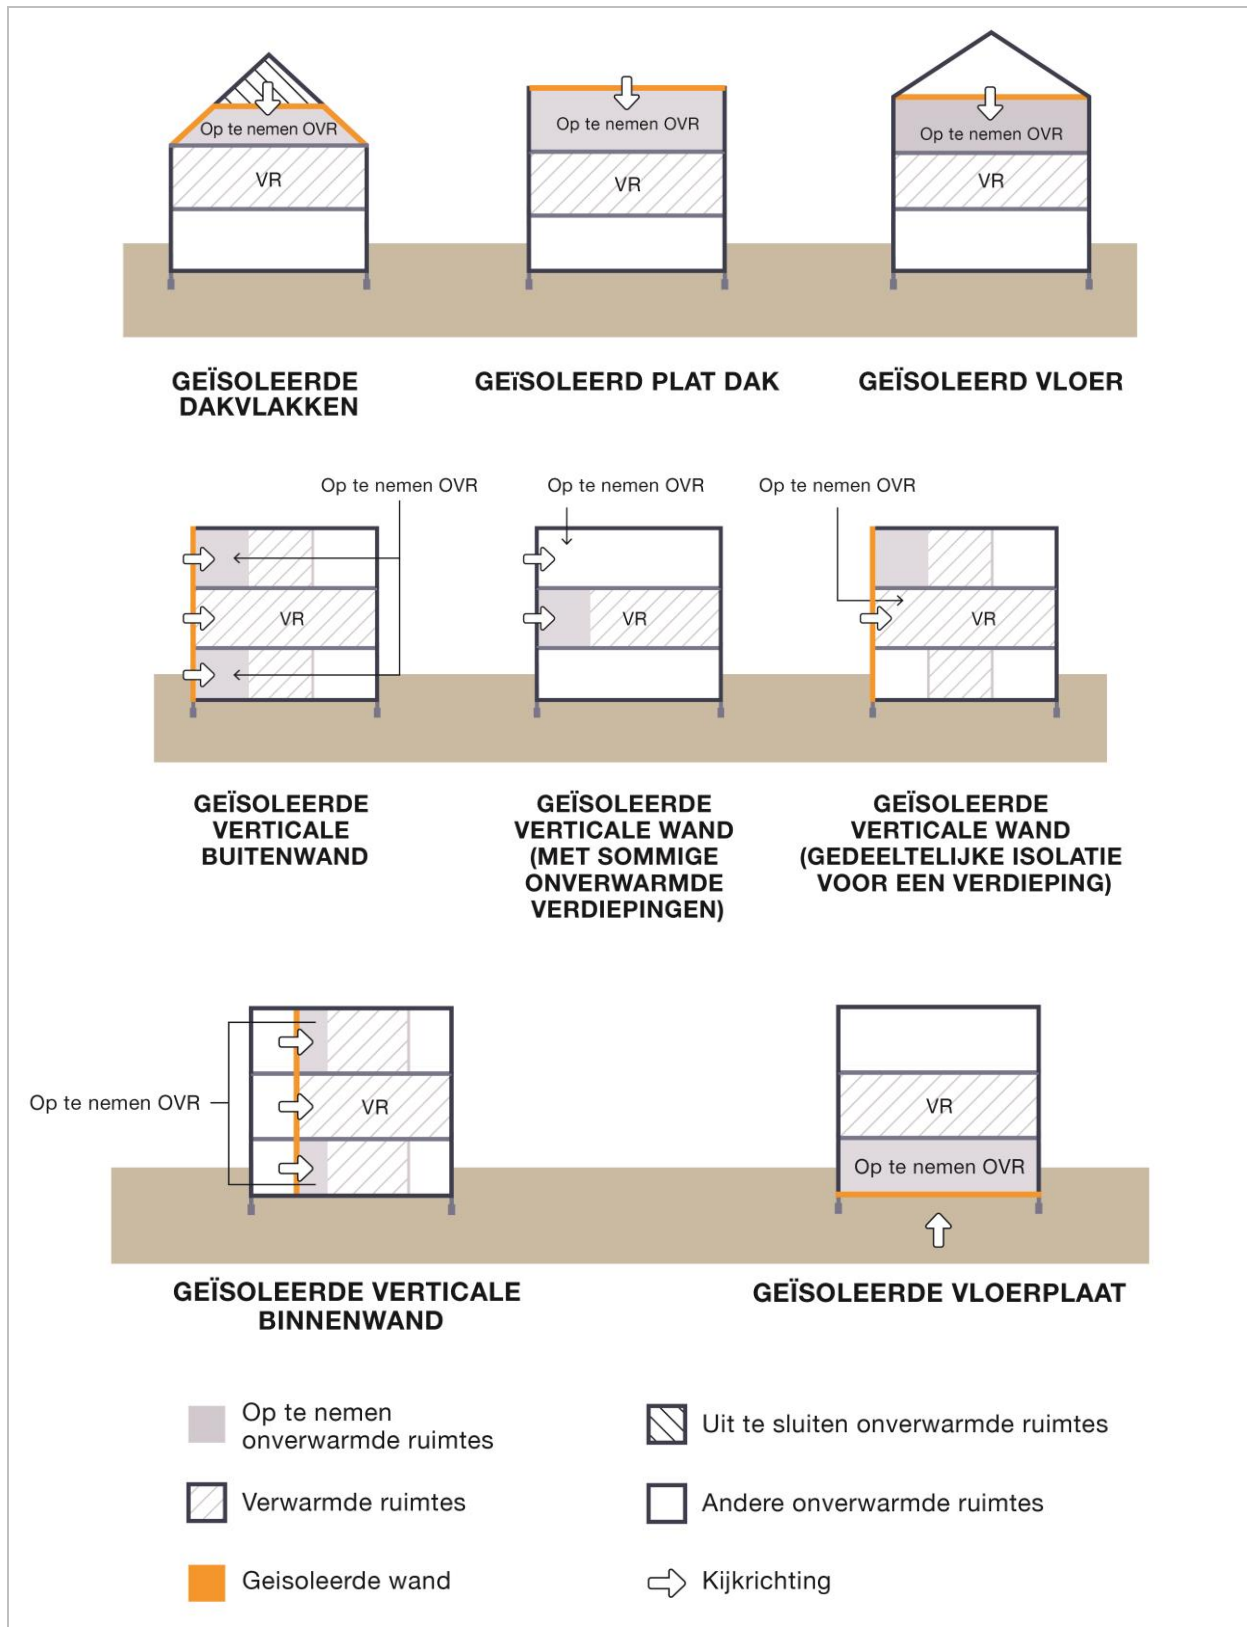 Op te nemen OVR
VR
Op te nemen OVR
VR
Op te nemen OVR
VR
GEÏSOLEERDE
DAKVLAKKEN
GEïSOLEERD PLAT DAK
GEÏSOLEERD VLOER
Op te nemen OVR
VR
Op te nemen OVR
VR
Op te nemen OVR
VR
GEÏSOLEERDE
VERTICALE
BUITENWAND
GEÏSOLEERDE
VERTICALE WAND
(MET SOMMIGE
ONVERWARMDE
VERDIEPINGEN)
GEÏSOLEERDE
VERTICALE WAND
(GEDEELTELIJKE ISOLATIE
VOOR EEN VERDIEPING)
Op te nemen OVR
VR
VR
Op te nemen OVR
GEÏSOLEERDE VERTICALE
BINNENWAND
GEÏSOLEERDE VLOERPLAAT
Op te nemen
onverwarmde ruimtes
Verwarmde ruimtes
Geisoleerde wand
Uit te sluiten onverwarmde ruimtes
Andere onverwarmde ruimtes
Kijkrichting